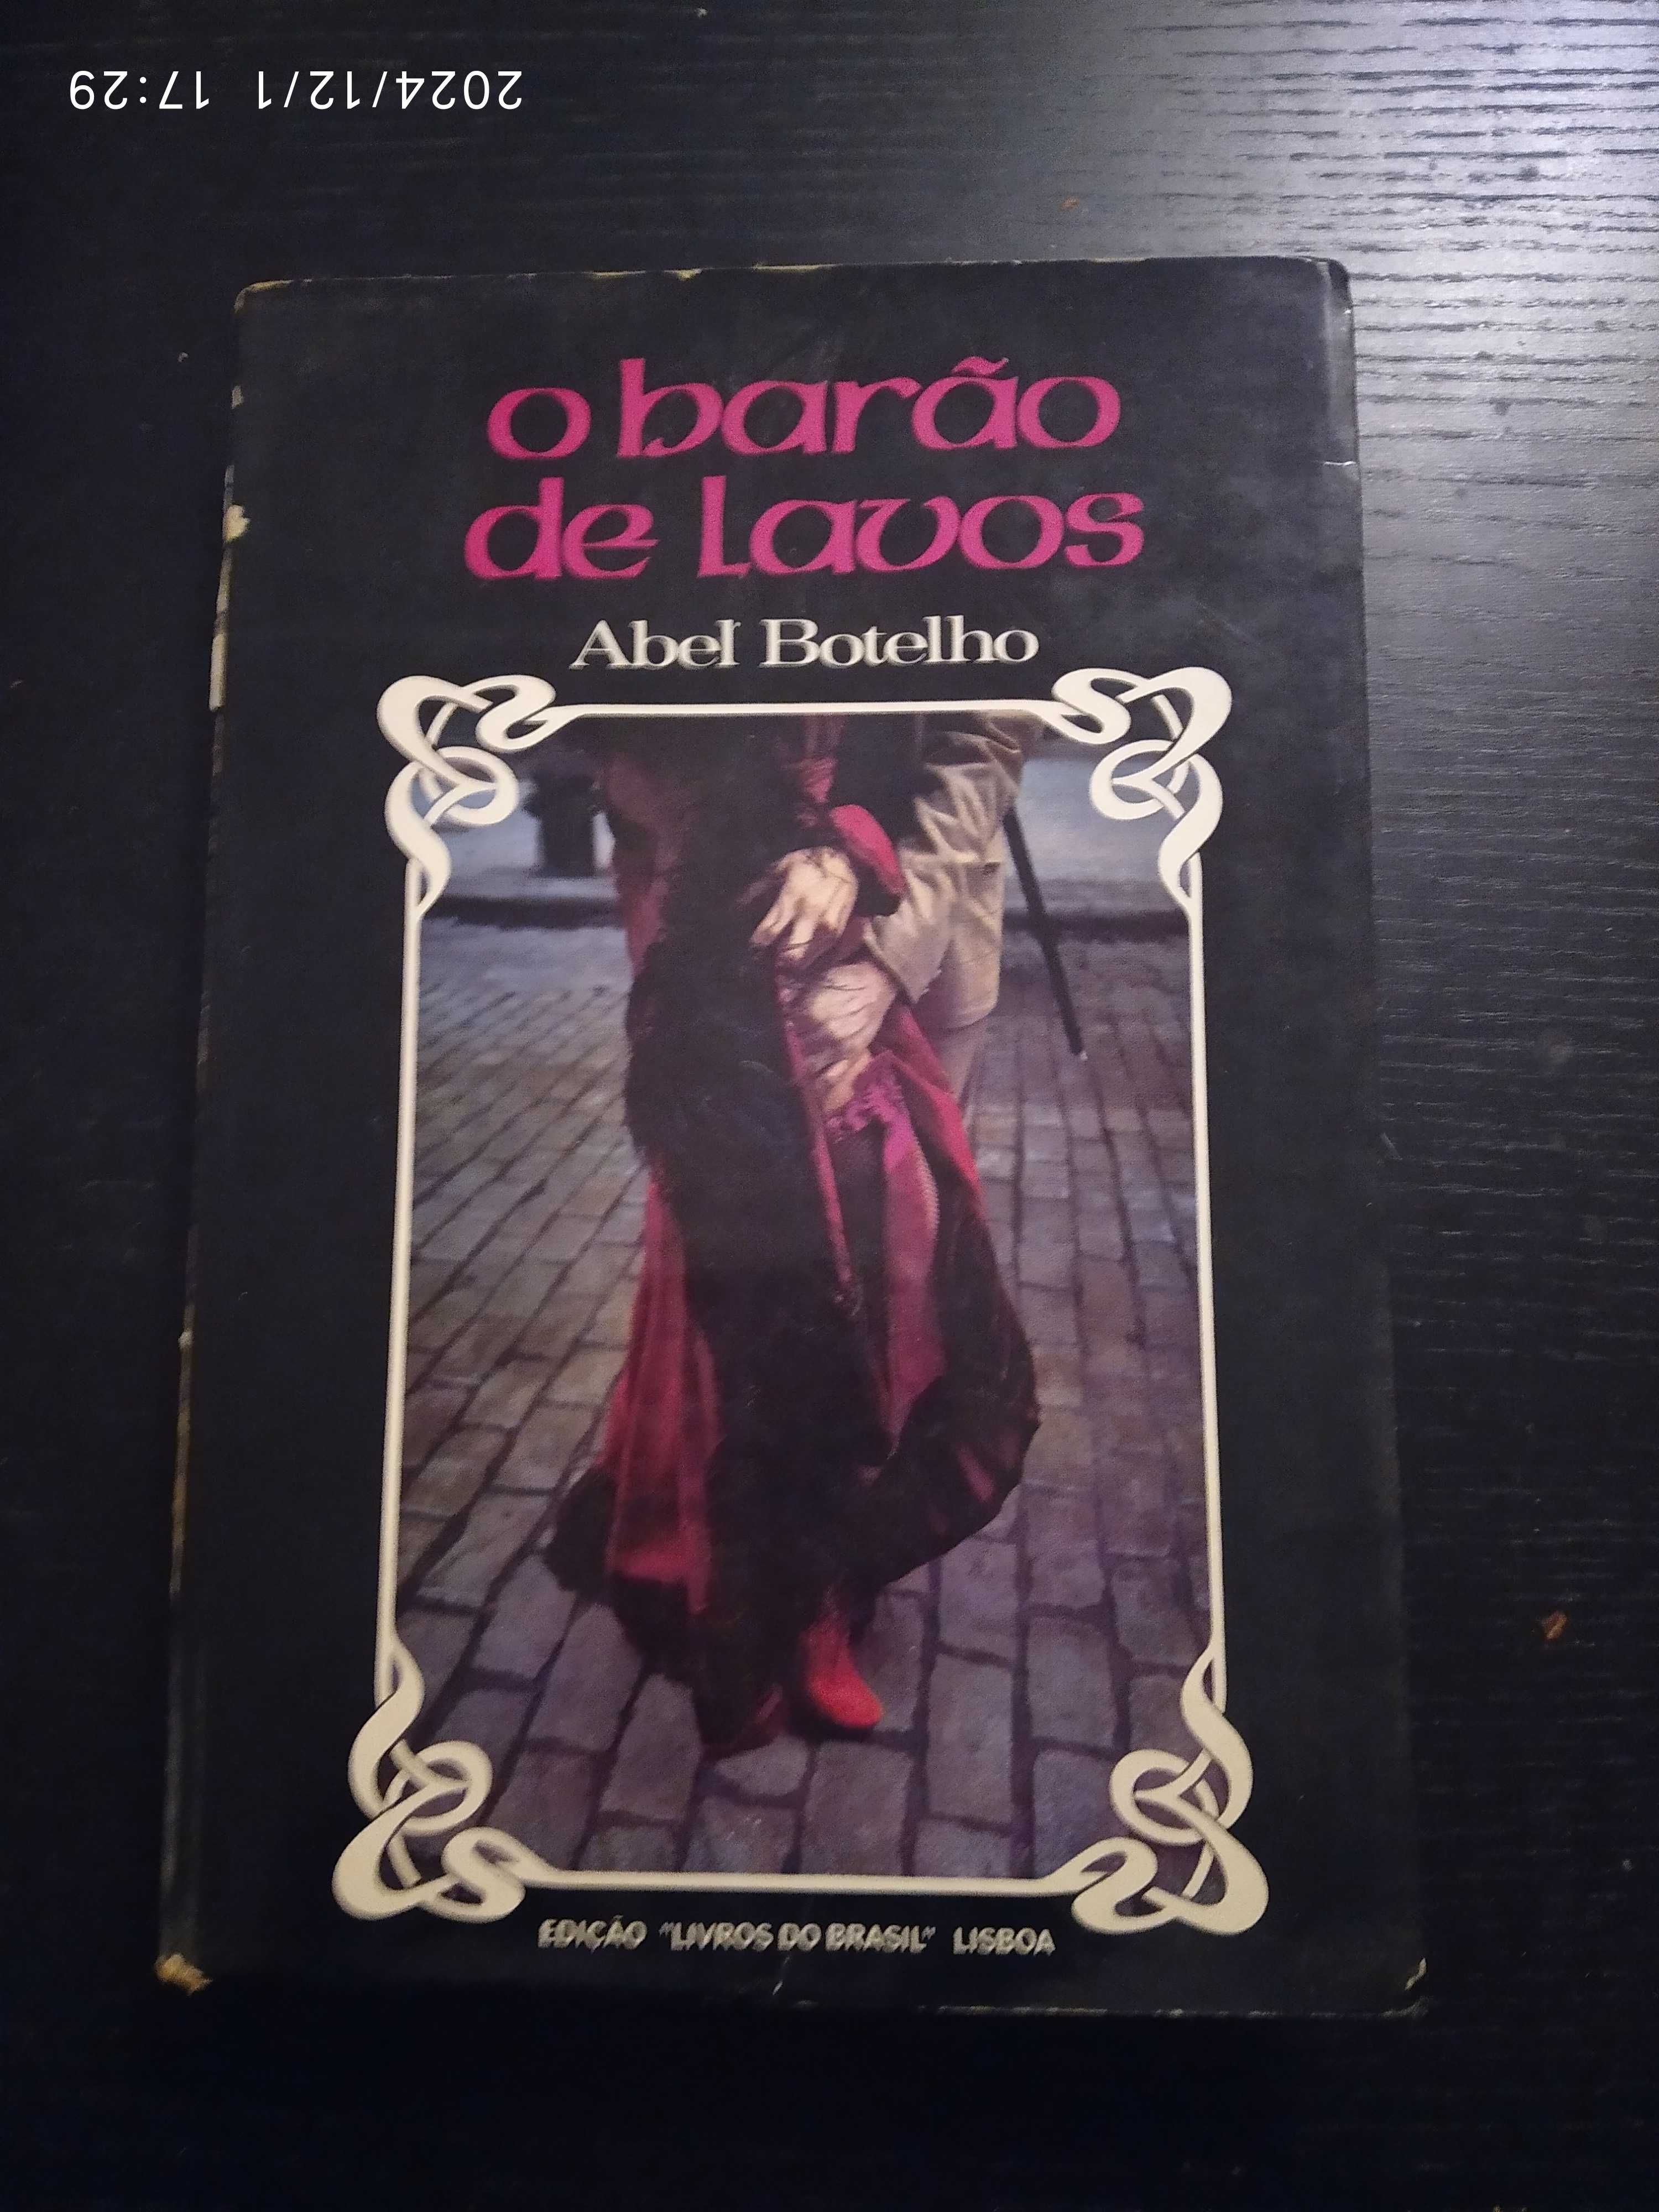 2024/12/1 17:29
o barão
de Lavos
Abel Botelho
EDIÇÃO "LIVROS DO BRASIL" LISBOA